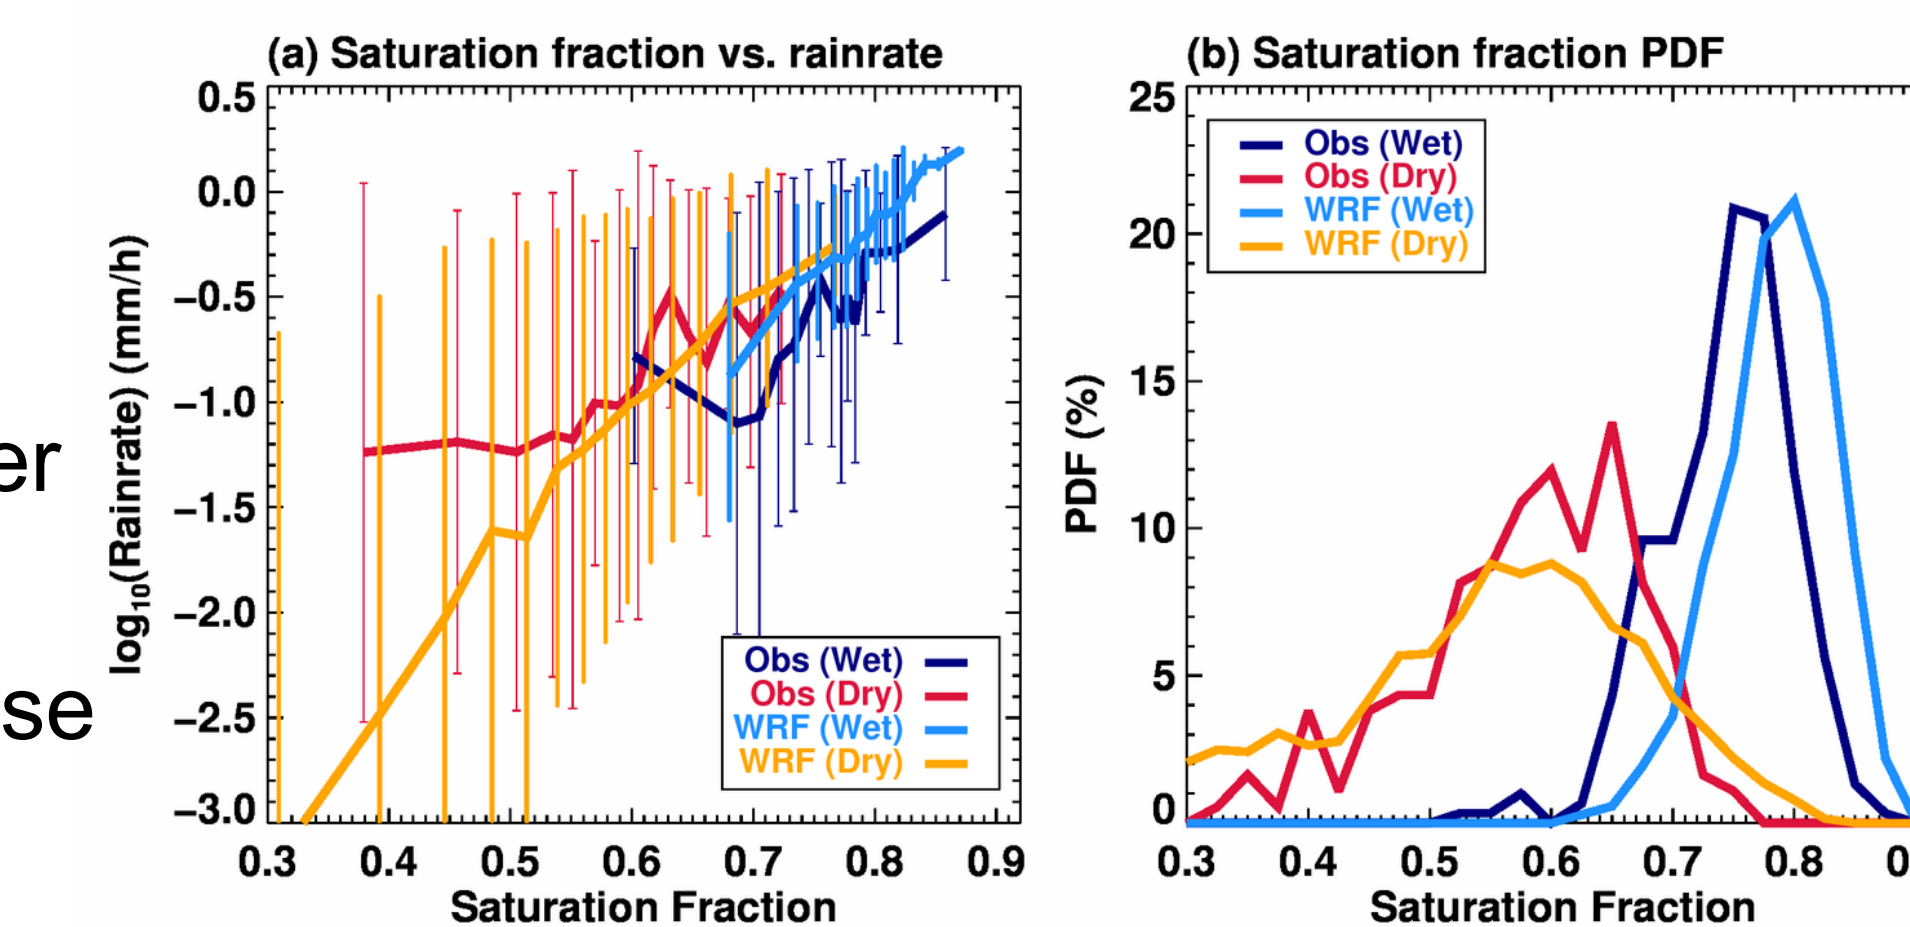 er
se
(a) Saturation fraction vs. rainrate
log₁₀(Rainrate) (mm/h)
0.5
0.0
−0.5
−1.0
−1.5
−2.0
−2.5
−3.0
Obs (Wet)
Obs (Dry)
WRF (Wet)
WRF (Dry)
0.3 0.4 0.5 0.6 0.7 0.8 0.9
Saturation Fraction
(b) Saturation fraction PDF
PDF (%)
25
20
15
10
5
0
Obs (Wet)
Obs (Dry)
WRF (Wet)
WRF (Dry)
0.3 0.4 0.5 0.6 0.7 0.8 0
Saturation Fraction